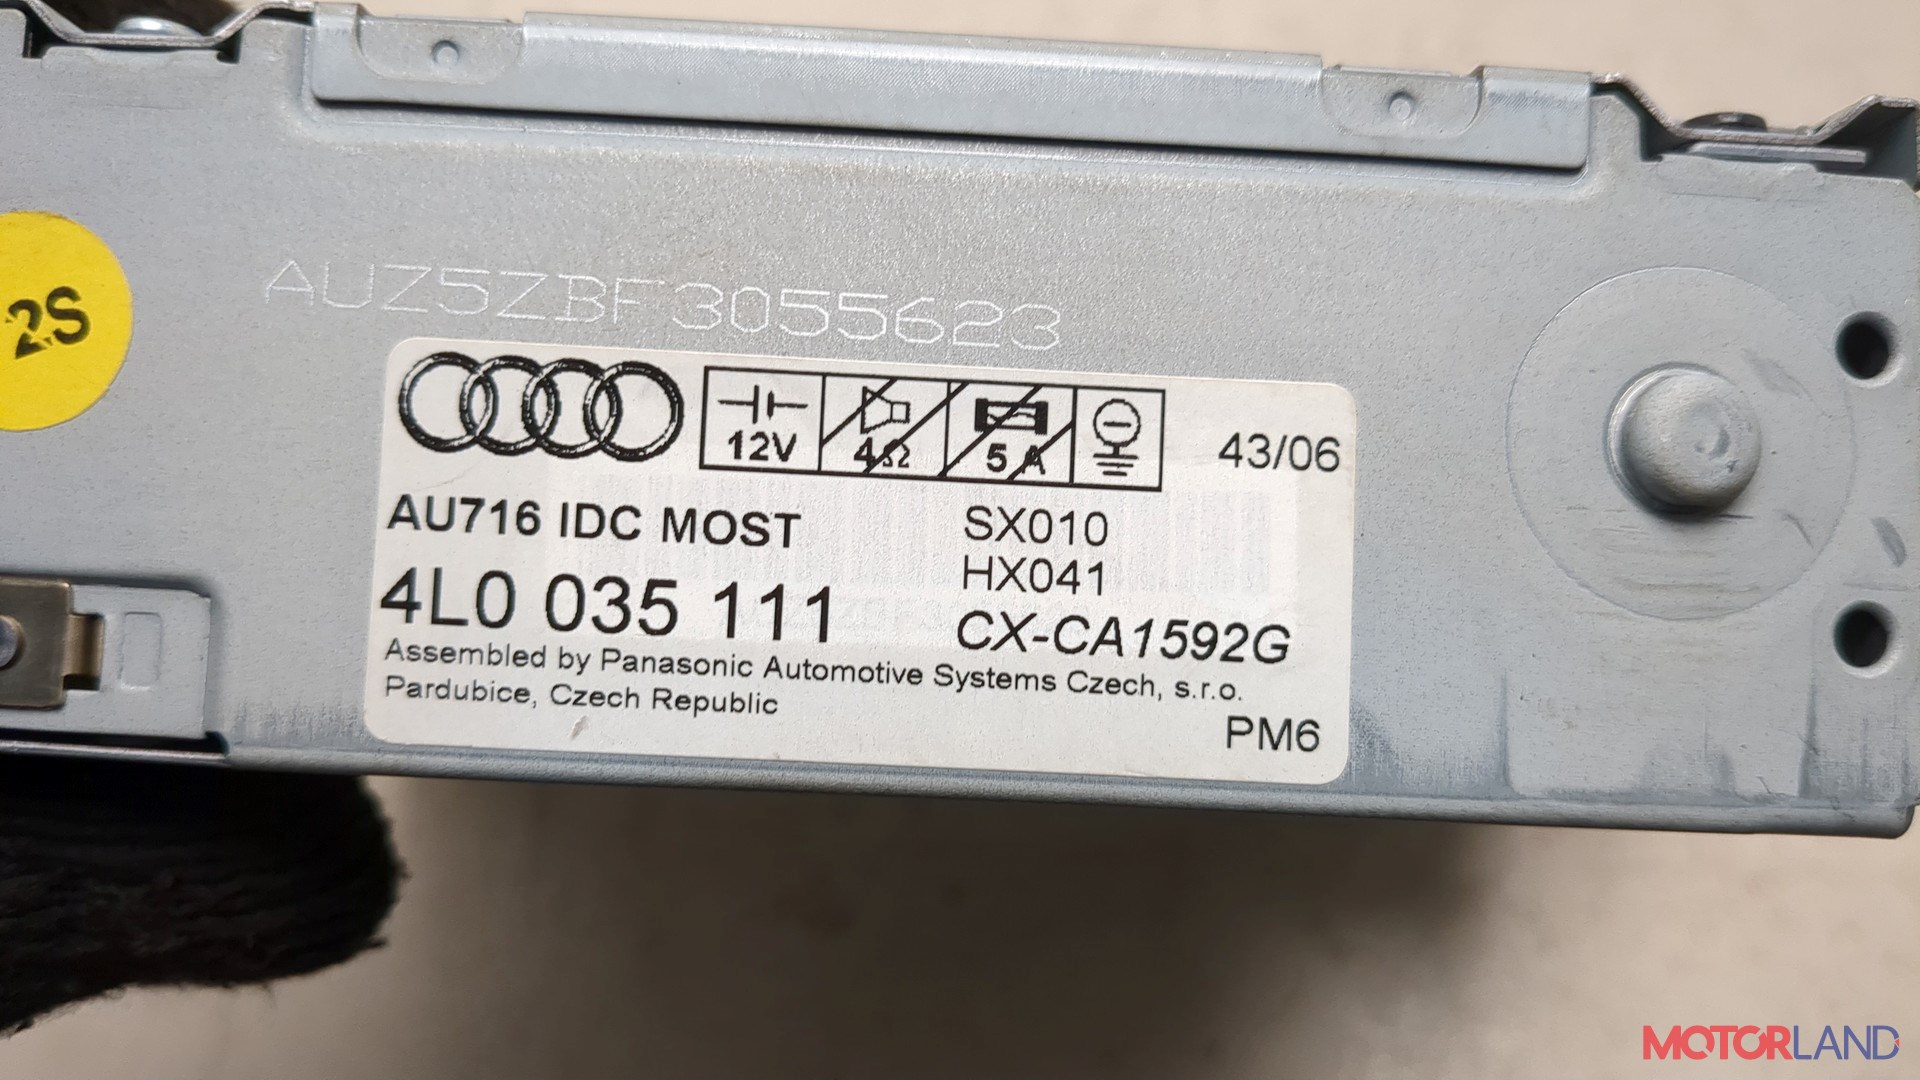 AUZ5ZBF3055623
2S
12V 4Ω 5 A
43/06
AU716 IDC MOST SX010
HX041
4L0 035 111 CX-CA1592G
Assembled by Panasonic Automotive Systems Czech, s.r.o.
Pardubice, Czech Republic
PM6
MOTORLAND